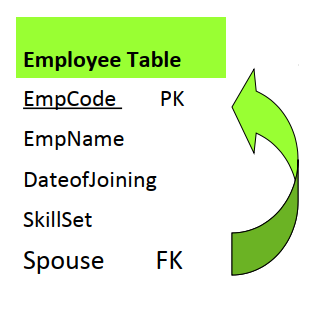 Employee Table
EmpCode PK
EmpName
DateofJoining
SkillSet
Spouse FK